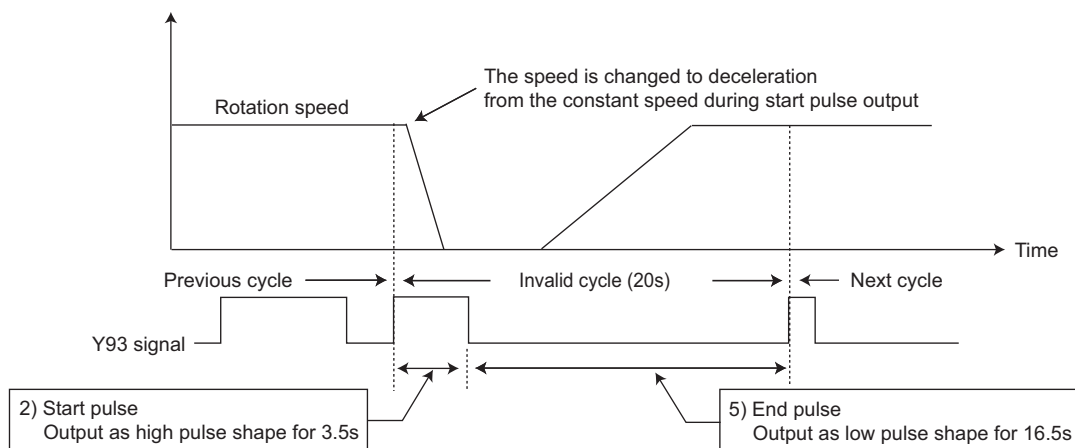 The speed is changed to deceleration
from the constant speed during start pulse output
Rotation speed
Time
Previous cycle
Invalid cycle (20s)
Next cycle
Y93 signal
2) Start pulse
Output as high pulse shape for 3.5s
5) End pulse
Output as low pulse shape for 16.5s